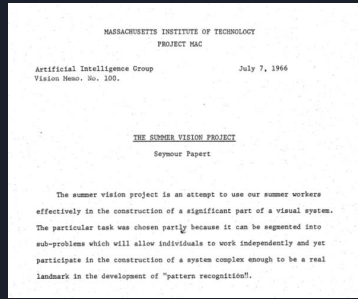 MASSACHUSETTS INSTITUTE OF TECHNOLOGY
PROJECT MAC
Artificial Intelligence Group July 7, 1966
Vision Memo. No. 100.
THE SUMMER VISION PROJECT
Seymour Papert
The summer vision project is an attempt to use our summer workers
effectively in the construction of a significant part of a visual system.
The particular task was chosen partly because it can be segmented into
sub-problems which will allow individuals to work independently and yet
participate in the construction of a system complex enough to be a real
landmark in the development of "pattern recognition".